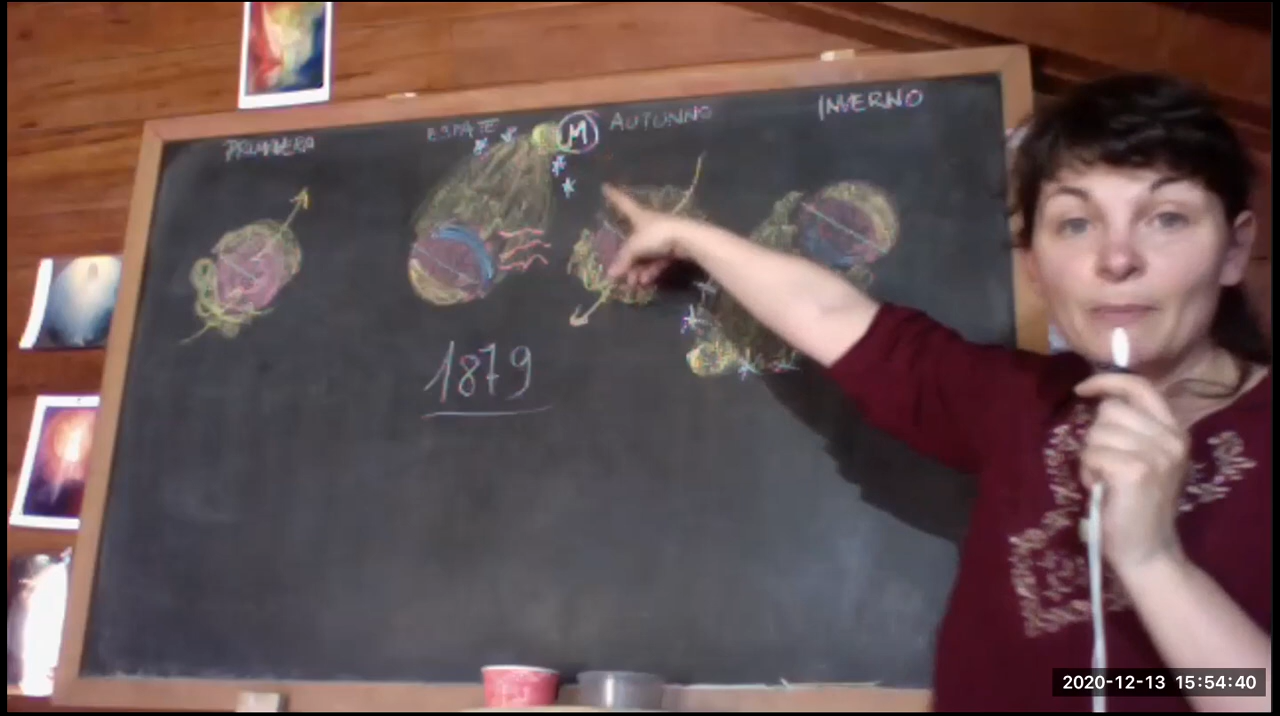 PRIMAVERA
ESTATE
M
AUTUNNO
INVERNO
1879
2020-12-13 15:54:40